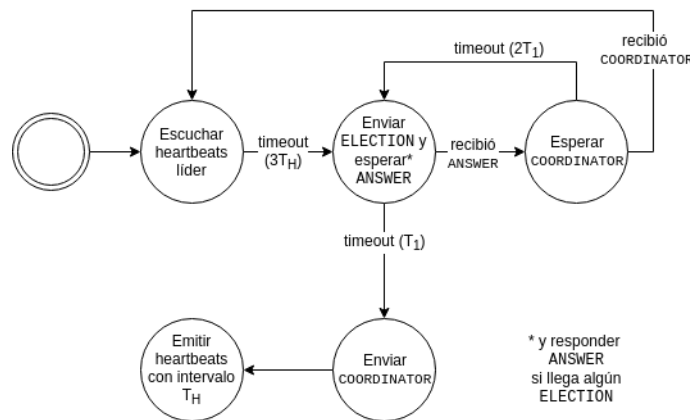 timeout (2T1)
recibió
COORDINATOR
Escuchar
heartbeats
líder
timeout
(3TH)
Enviar
ELECTION y
esperar*
ANSWER
recibió
ANSWER
Esperar
COORDINATOR
timeout (T1)
Emitir
heartbeats
con intervalo
TH
Enviar
COORDINATOR
* y responder
ANSWER
si llega algún
ELECTION